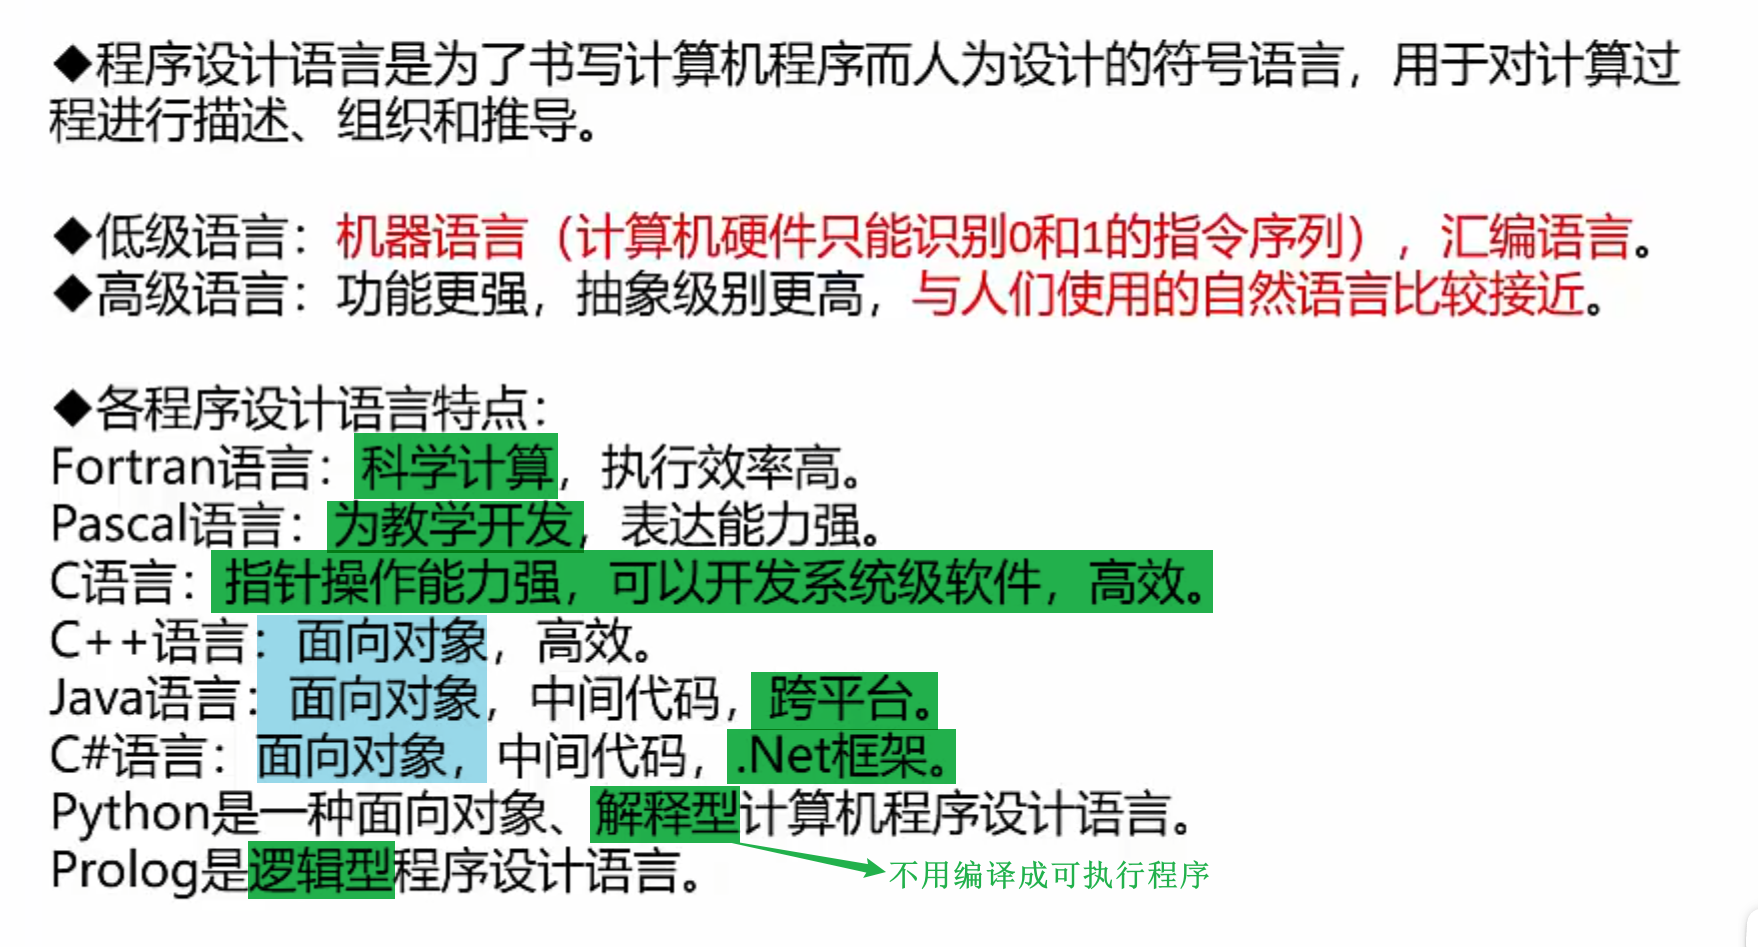 ◆程序设计语言是为了书写计算机程序而人为设计的符号语言，用于对计算过
程进行描述、组织和推导。
◆低级语言：机器语言（计算机硬件只能识别0和1的指令序列），汇编语言。
◆高级语言：功能更强，抽象级别更高，与人们使用的自然语言比较接近。
◆各程序设计语言特点：
Fortran语言：科学计算，执行效率高。
Pascal语言：为教学开发，表达能力强。
C语言：指针操作能力强，可以开发系统级软件，高效。
C++语言：面向对象，高效。
Java语言：面向对象，中间代码，跨平台。
C#语言：面向对象，中间代码，.Net框架。
Python是一种面向对象、解释型计算机程序设计语言。
Prolog是逻辑型程序设计语言。
不用编译成可执行程序